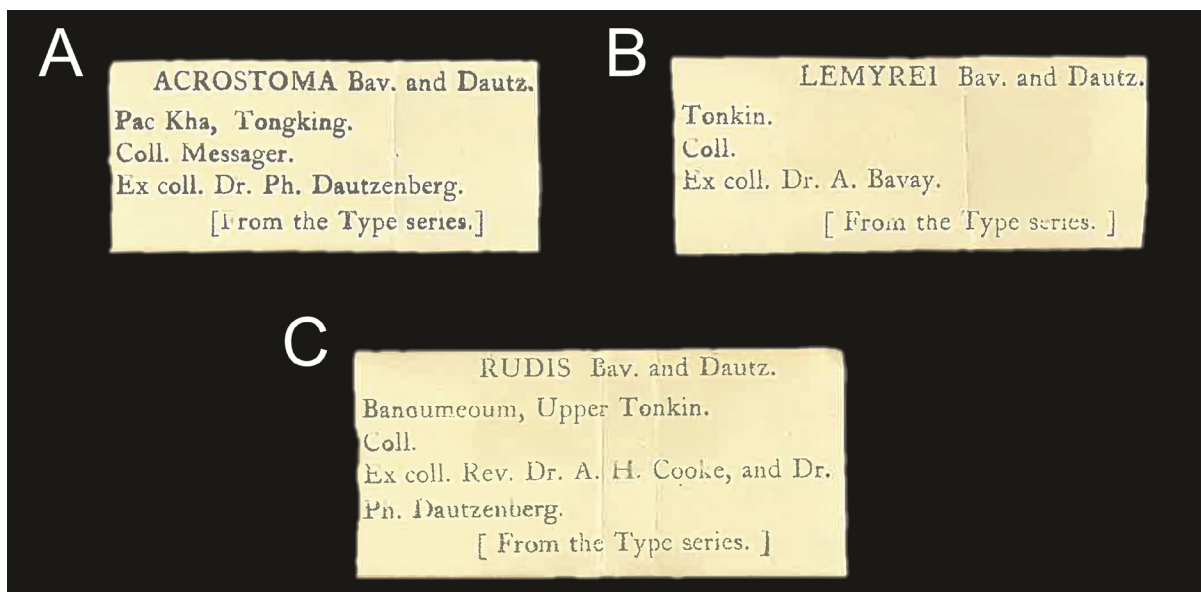 A
ACROSTOMA Bav. and Dautz.
Pac Kha, Tongking.
Coll. Messager.
Ex coll. Dr. Ph. Dautzenberg.
[From the Type series.]
B
LEMYREI Bav. and Dautz.
Tonkin.
Coll.
Ex coll. Dr. A. Bavay.
[ From the Type series. ]
C
RUDIS Bav. and Dautz.
Banoumeoum, Upper Tonkin.
Coll.
Ex coll. Rev. Dr. A. H. Cooke, and Dr.
Ph. Dautzenberg.
[ From the Type series. ]